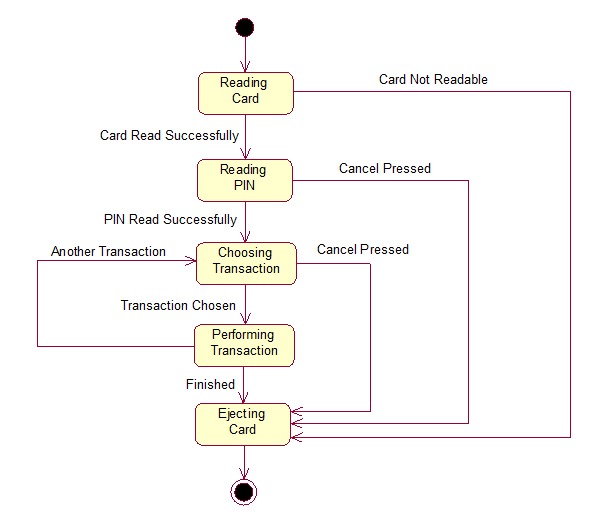 Reading
Card
Card Not Readable
Card Read Successfully
Reading
PIN
Cancel Pressed
PIN Read Successfully
Another Transaction
Choosing
Transaction
Cancel Pressed
Transaction Chosen
Performing
Transaction
Finished
Ejecting
Card